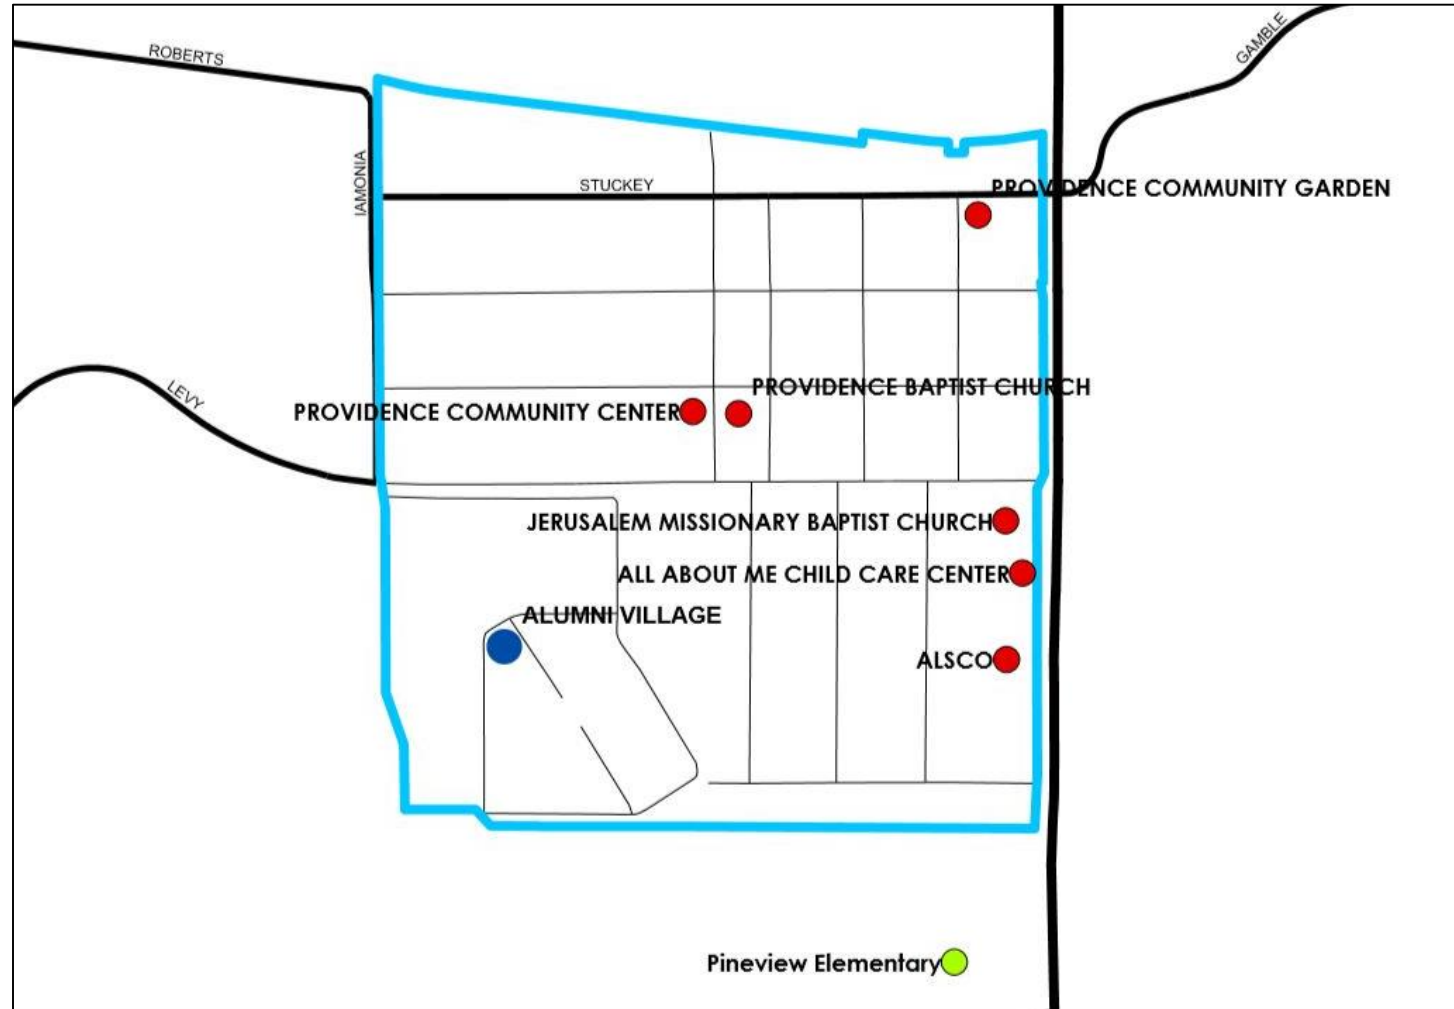 ROBERTS
GAMBLE
IAMONIA
STUCKEY
PROVIDENCE COMMUNITY GARDEN
LEVY
PROVIDENCE BAPTIST CHURCH
PROVIDENCE COMMUNITY CENTER
JERUSALEM MISSIONARY BAPTIST CHURCH
ALL ABOUT ME CHILD CARE CENTER
ALUMNI VILLAGE
ALSCO
Pineview Elementary